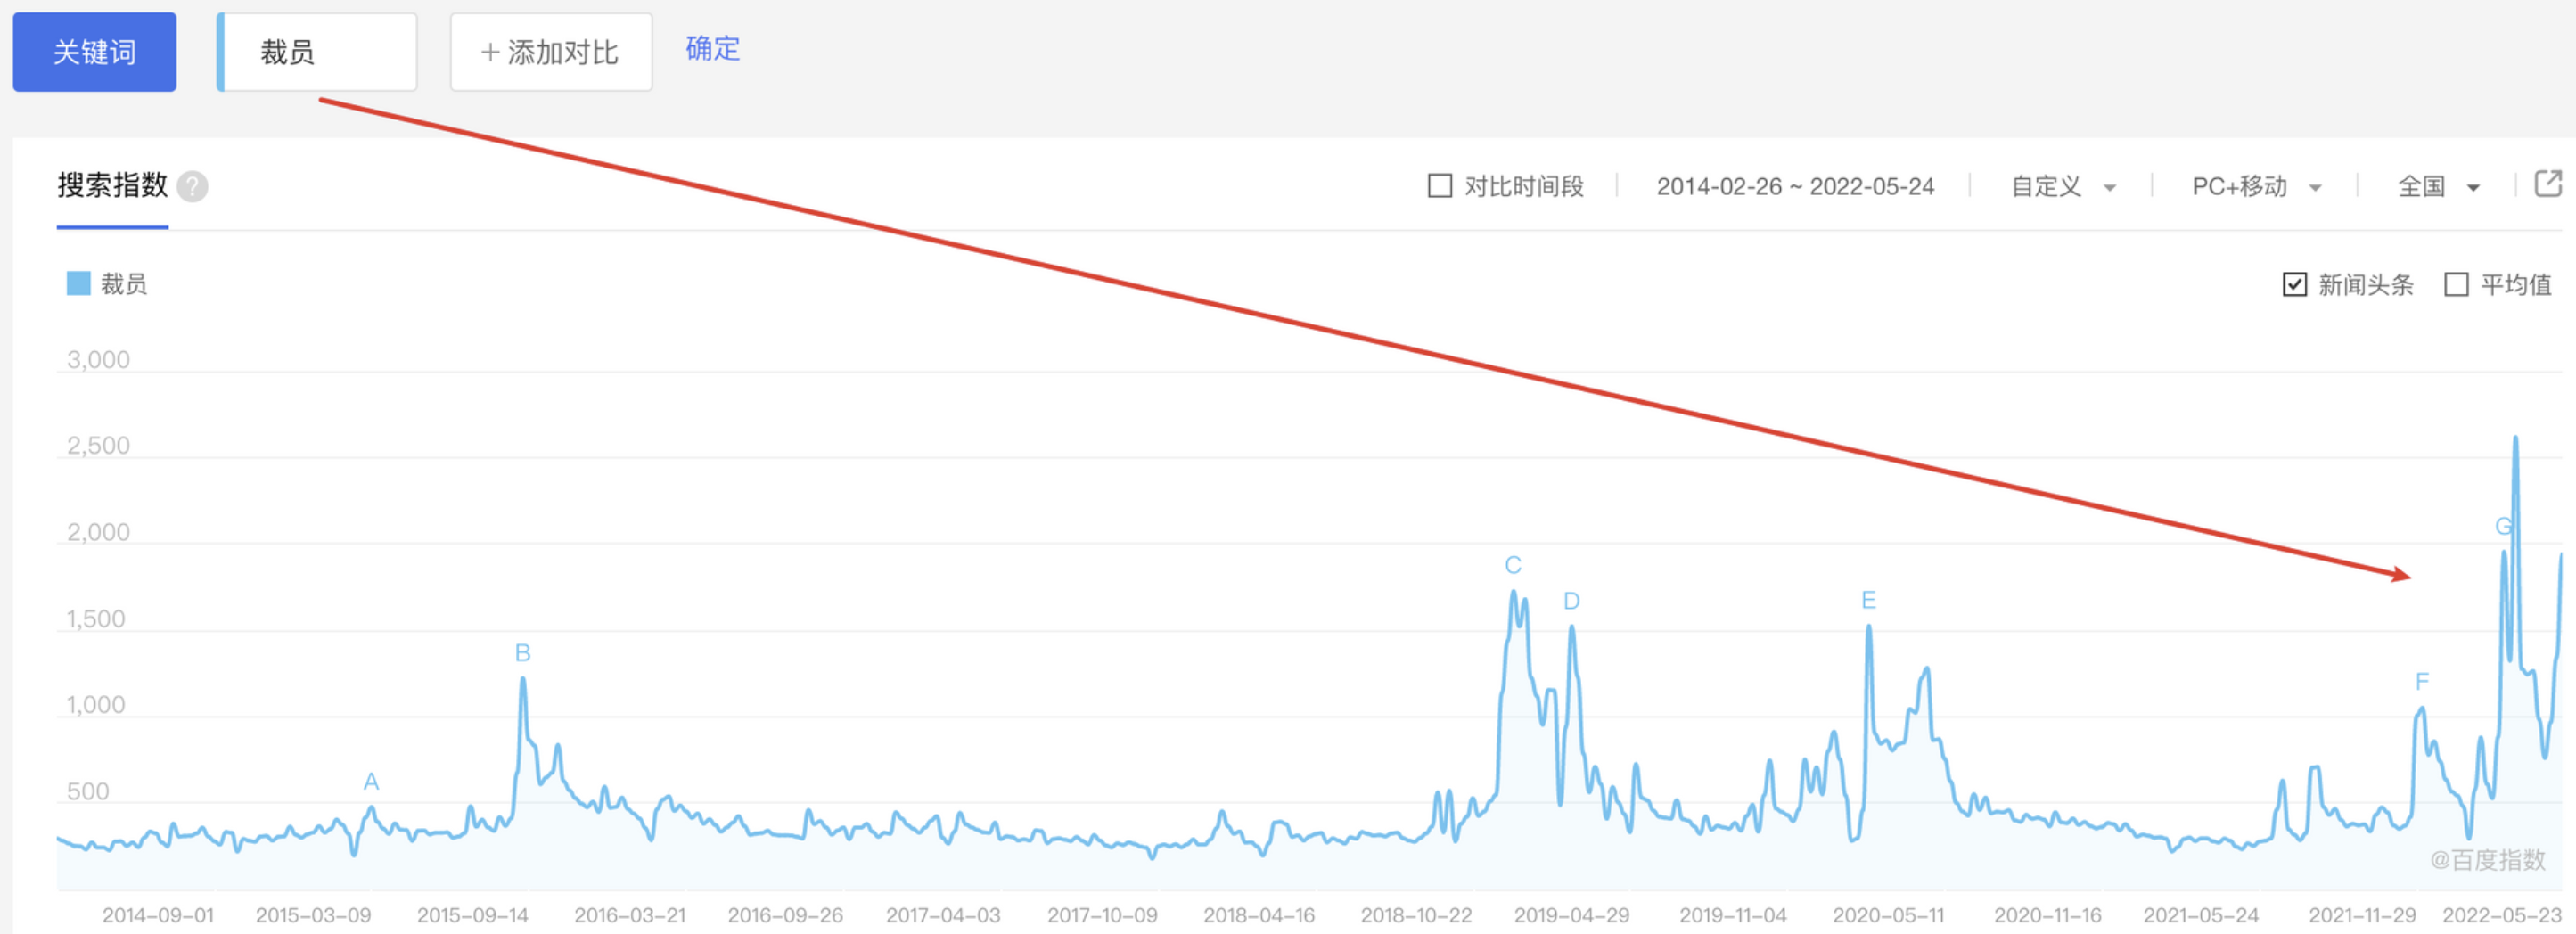 关键词 裁员 + 添加对比 确定
搜索指数 ? 对比时间段 2014-02-26 ~ 2022-05-24 自定义 PC+移动 全国
裁员 新闻头条 平均值
3,000
2,500
2,000
1,500
1,000
500
A
B
C
D
E
F
G
@百度指数
2014-09-01 2015-03-09 2015-09-14 2016-03-21 2016-09-26 2017-04-03 2017-10-09 2018-04-16 2018-10-22 2019-04-29 2019-11-04 2020-05-11 2020-11-16 2021-05-24 2021-11-29 2022-05-23